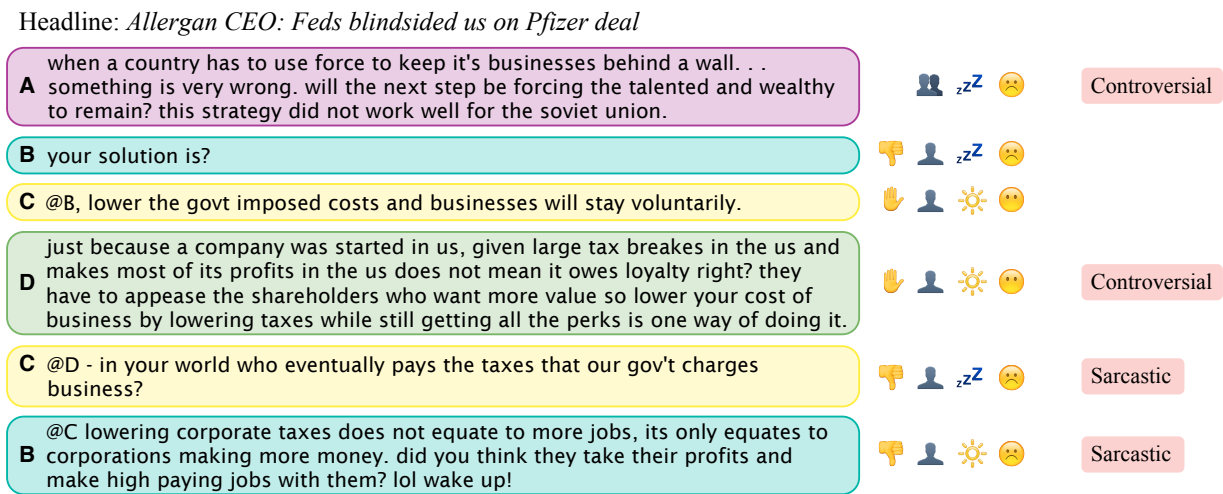 Headline: Allergan CEO: Feds blindsided us on Pfizer deal
A
when a country has to use force to keep it's businesses behind a wall. . .
something is very wrong. will the next step be forcing the talented and wealthy
to remain? this strategy did not work well for the soviet union.
zzZ
Controversial
B your solution is?
zzZ
C @B, lower the govt imposed costs and businesses will stay voluntarily.
D
just because a company was started in us, given large tax breakes in the us and
makes most of its profits in the us does not mean it owes loyalty right? they
have to appease the shareholders who want more value so lower your cost of
business by lowering taxes while still getting all the perks is one way of doing it.
Controversial
C @D - in your world who eventually pays the taxes that our gov't charges
business?
zzZ
Sarcastic
B
@C lowering corporate taxes does not equate to more jobs, its only equates to
corporations making more money. did you think they take their profits and
make high paying jobs with them? lol wake up!
Sarcastic